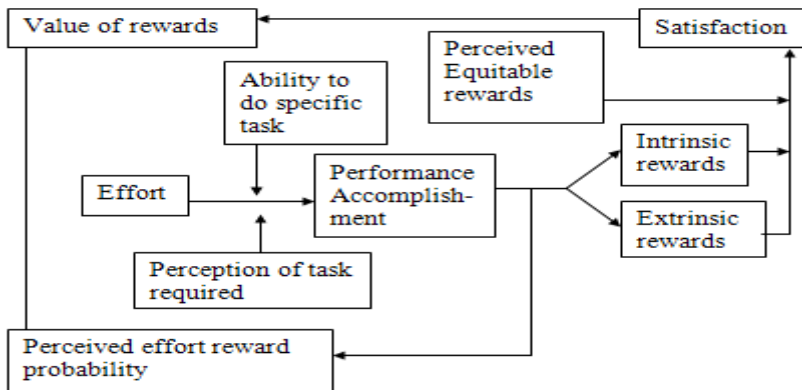 Value of rewards
Satisfaction
Perceived
Equitable
rewards
Ability to
do specific
task
Intrinsic
rewards
Performance
Accomplish-
ment
Effort
Extrinsic
rewards
Perception of task
required
Perceived effort reward
probability